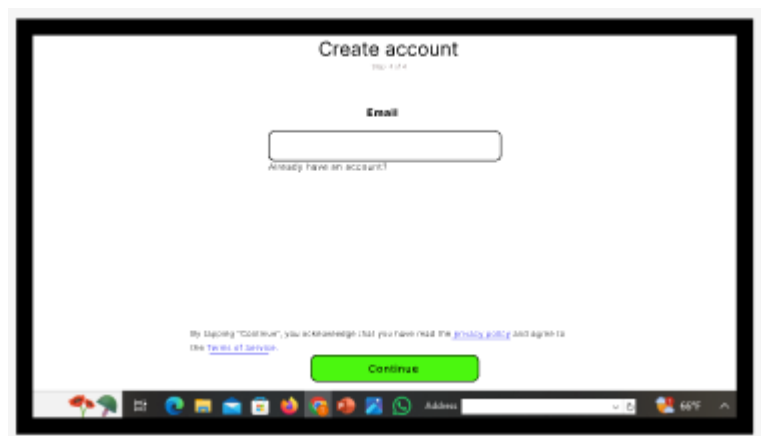 Create account
Email
Already have an account?
By tapping "Continue", you acknowledge that you have read the privacy policy and agree to
the Terms of Service.
Continue
Address
66°F